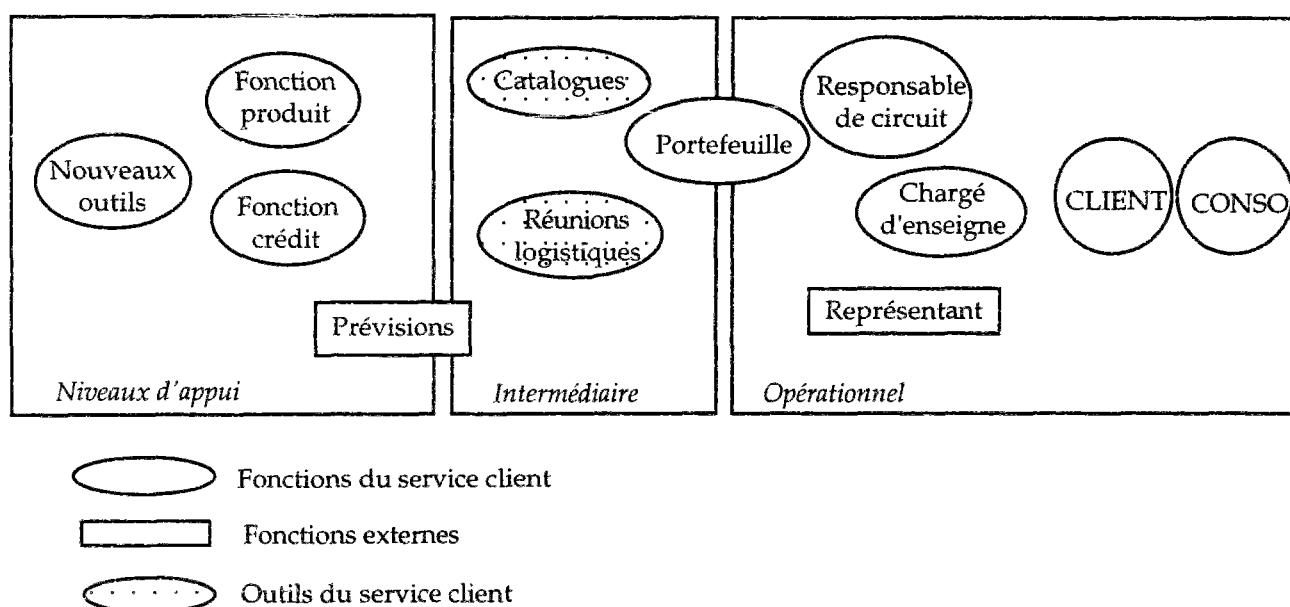 Fonction
produit
Nouveaux
outils
Fonction
crédit
Prévisions
Niveaux d'appui
Catalogues
Portefeuille
Réunions
logistiques
Intermédiaire
Responsable
de circuit
Chargé
d'enseigne
CLIENT
CONSO
Représentant
Opérationnel
Fonctions du service client
Fonctions externes
Outils du service client